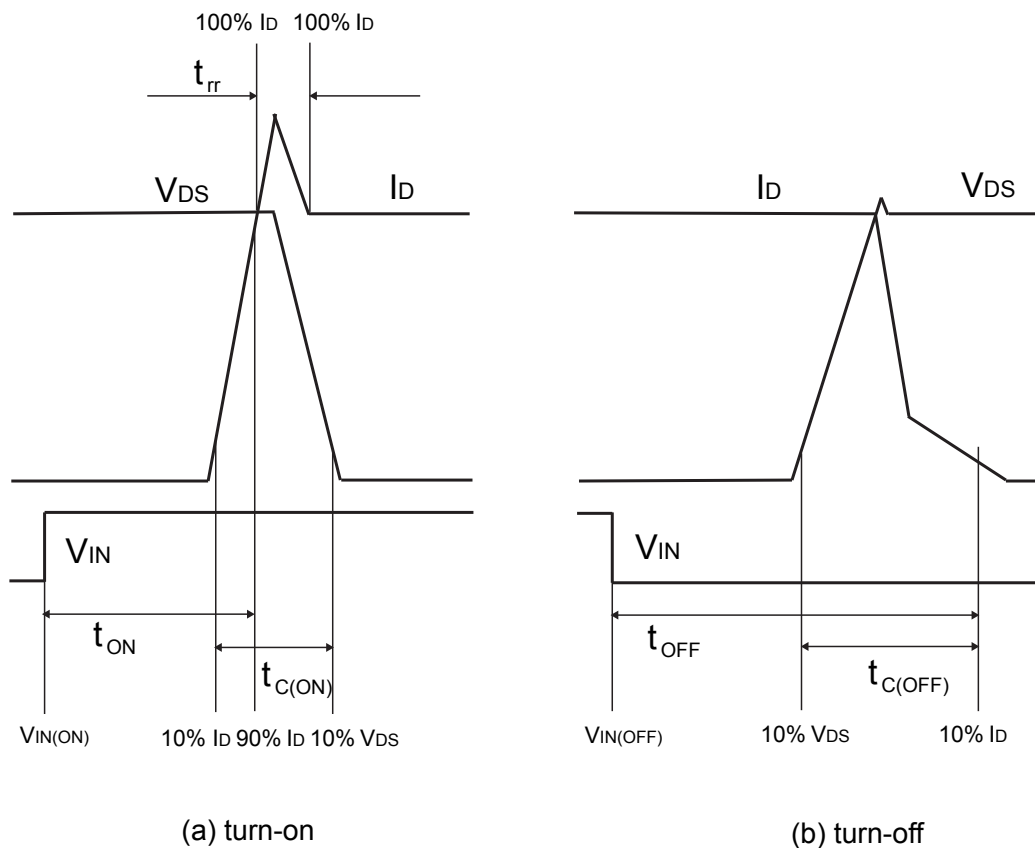 100% ID 100% ID
trr
VDS ID
ID VDS
VIN
VIN
tON
tC(ON)
tOFF
tC(OFF)
VIN(ON) 10% ID 90% ID 10% VDS
VIN(OFF) 10% VDS 10% ID
(a) turn-on
(b) turn-off